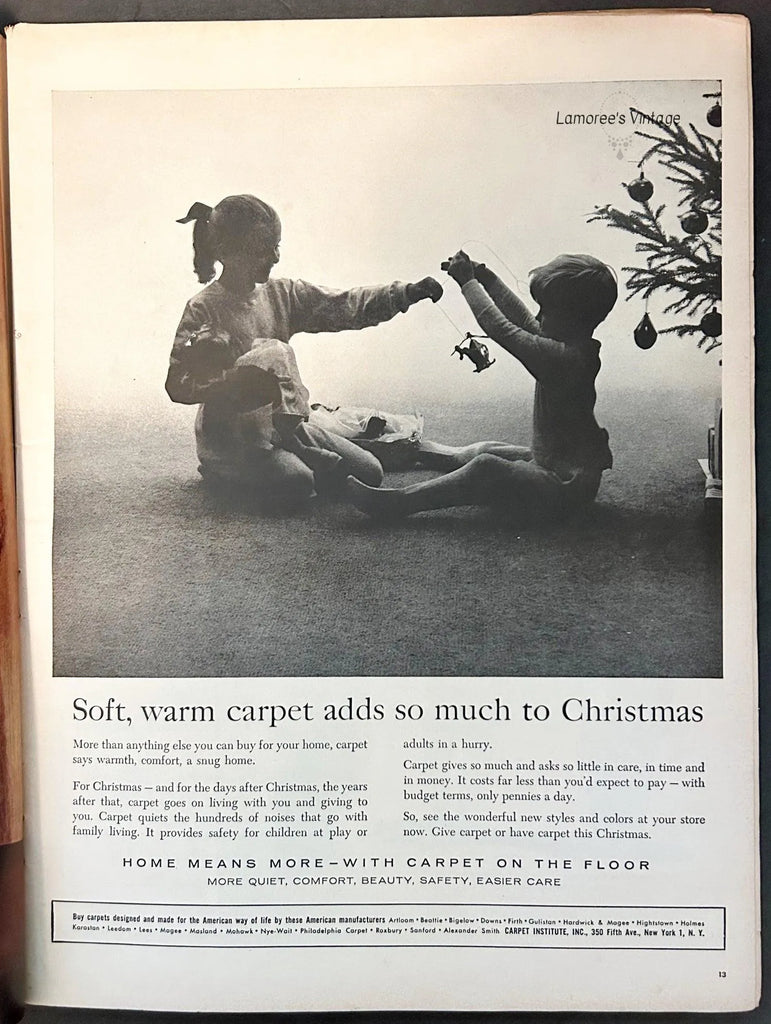 Lamoree's Vintage
Soft, warm carpet adds so much to Christmas
More than anything else you can buy for your home, carpet
says warmth, comfort, a snug home.
For Christmas — and for the days after Christmas, the years
after that, carpet goes on living with you and giving to
you. Carpet quiets the hundreds of noises that go with
family living. It provides safety for children at play or
adults in a hurry.
Carpet gives so much and asks so little in care, in time and
in money. It costs far less than you'd expect to pay — with
budget terms, only pennies a day.
So, see the wonderful new styles and colors at your store
now. Give carpet or have carpet this Christmas.
HOME MEANS MORE — WITH CARPET ON THE FLOOR
MORE QUIET, COMFORT, BEAUTY, SAFETY, EASIER CARE
Buy carpets designed and made for the American way of life by these American manufacturers Artloom • Beattie • Bigelow • Downs • Firth • Gulistan • Hardwick & Magee • Hightstown • Holmes
Karastan • Leedom • Lees • Magee • Masland • Mohawk • Nye-Wait • Philadelphia Carpet • Roxbury • Sanford • Alexander Smith CARPET INSTITUTE, INC., 350 Fifth Ave., New York 1, N. Y.
13